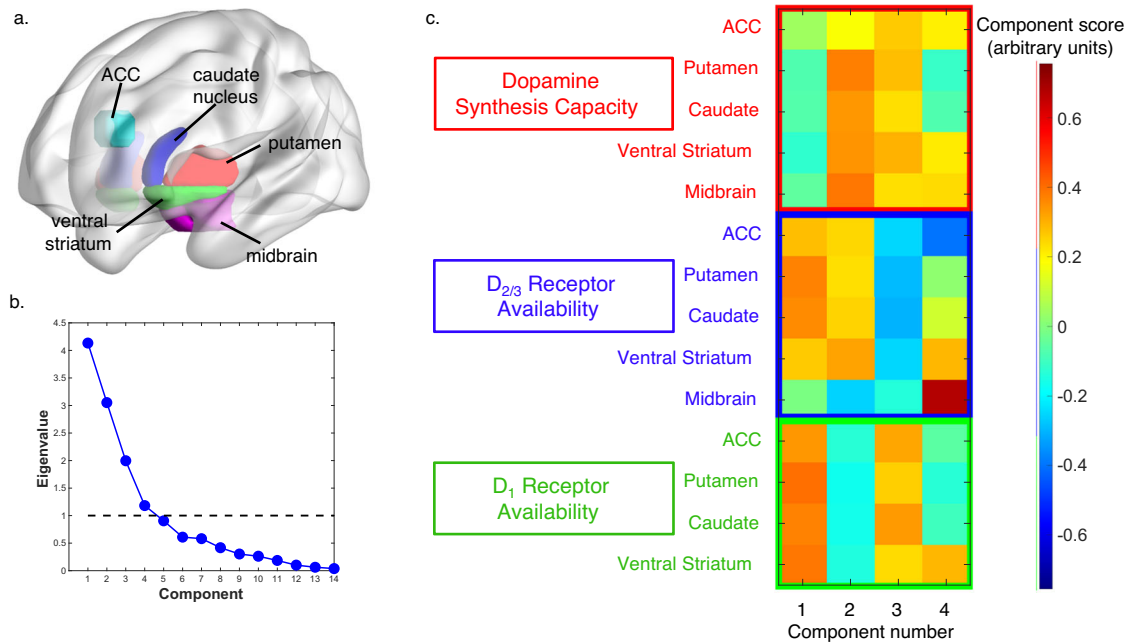 a.
ACC
caudate
nucleus
putamen
ventral
striatum
midbrain
b.
Eigenvalue
4.5
4
3.5
3
2.5
2
1.5
1
0.5
0
1 2 3 4 5 6 7 8 9 10 11 12 13 14
Component
c.
Dopamine
Synthesis Capacity
ACC
Putamen
Caudate
Ventral Striatum
Midbrain
D2/3 Receptor
Availability
ACC
Putamen
Caudate
Ventral Striatum
Midbrain
D1 Receptor
Availability
ACC
Putamen
Caudate
Ventral Striatum
1 2 3 4
Component number
Component score
(arbitrary units)
0.6
0.4
0.2
0
-0.2
-0.4
-0.6